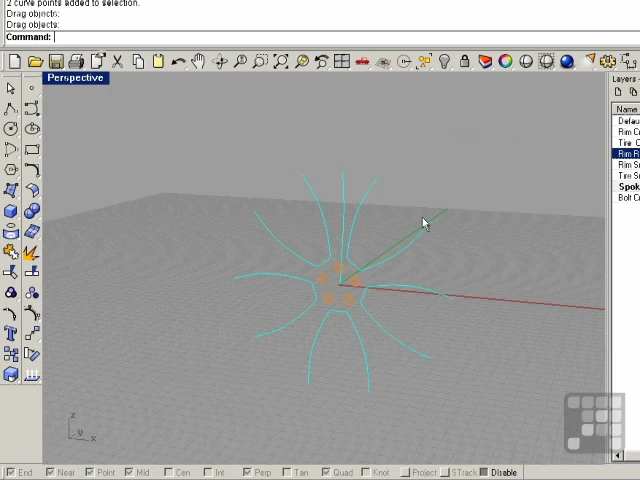 2 curve points added to selection.
Drag objects:
Drag objects:
Command:
Perspective
Layers
Name
Defau
Rim C
Tire C
Rim R
Rim S
Tire S
Spok
Bolt C
z
y
x
End Near Point Mid Cen Int Perp Tan Quad Knot Project STrack Disable